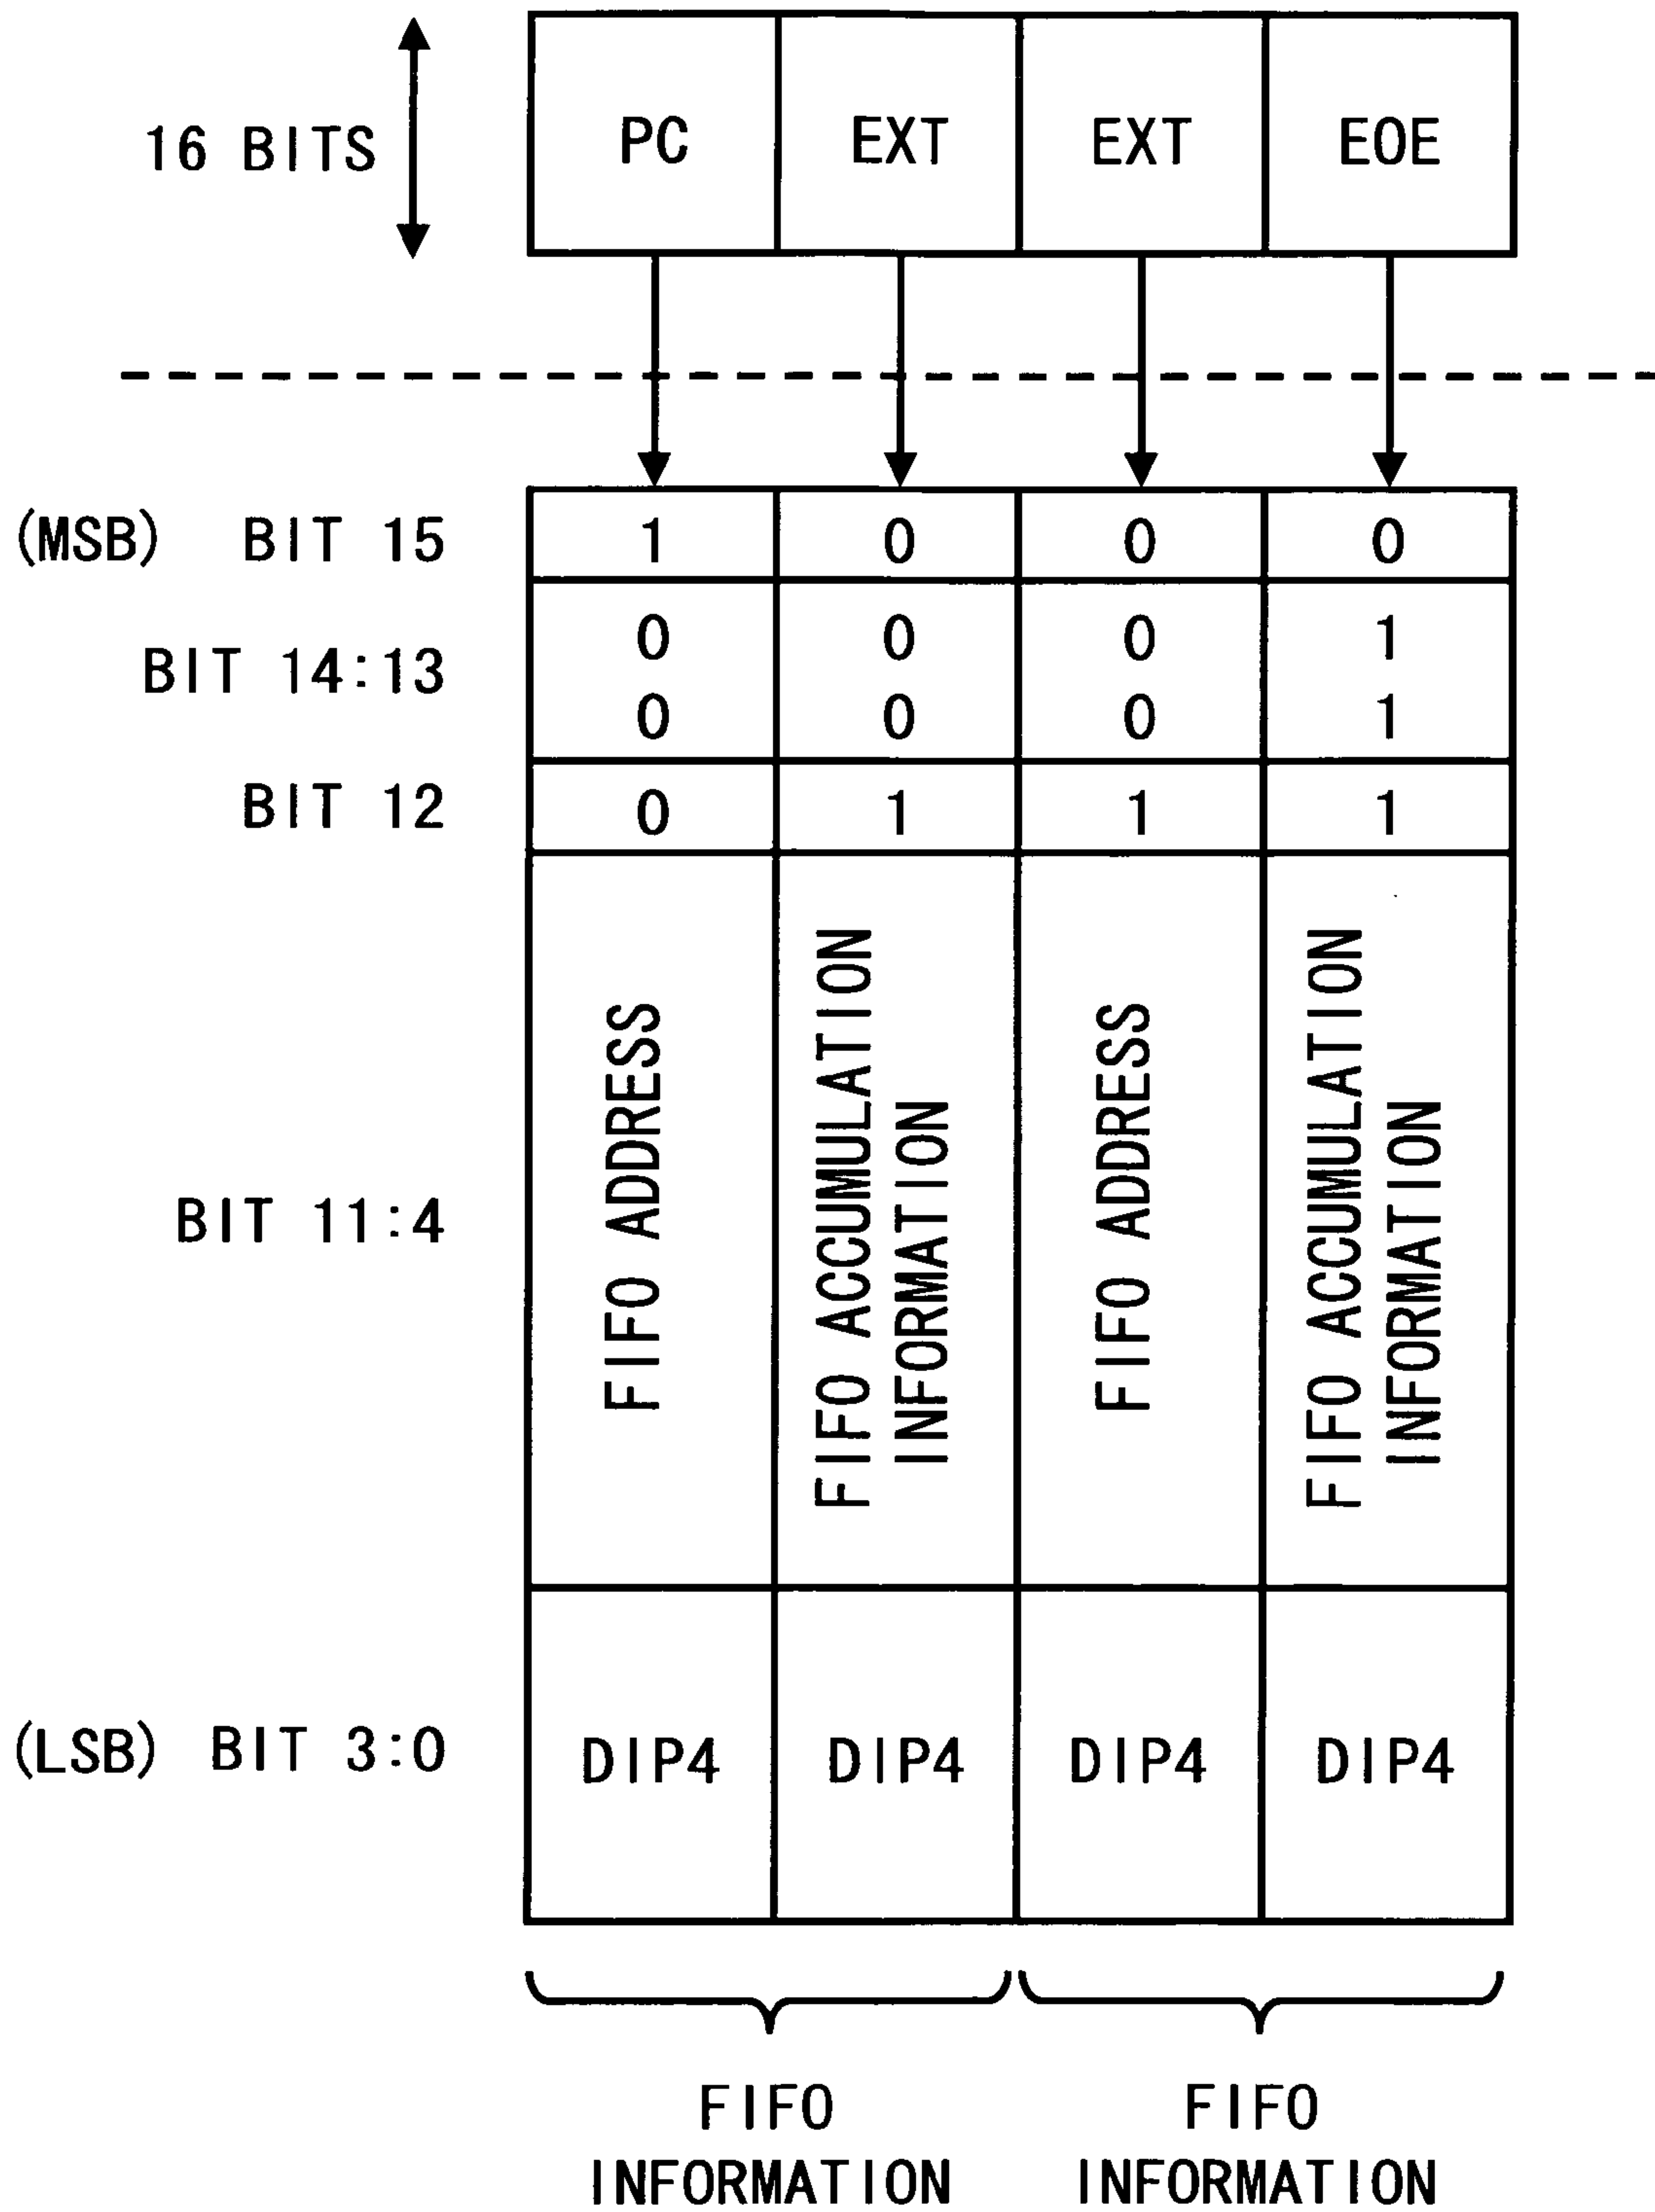 16 BITS PC EXT EXT EOE
(MSB) BIT 15 1 0 0 0
0 0 0 1
BIT 14:13
0 0 0 1
BIT 12 0 1 1 1
BIT 11:4
FIFO ADDRESS
FIFO ACCUMULATION
INFORMATION
FIFO ADDRESS
FIFO ACCUMULATION
INFORMATION
(LSB) BIT 3:0 DIP4 DIP4 DIP4 DIP4
FIFO
INFORMATION
FIFO
INFORMATION